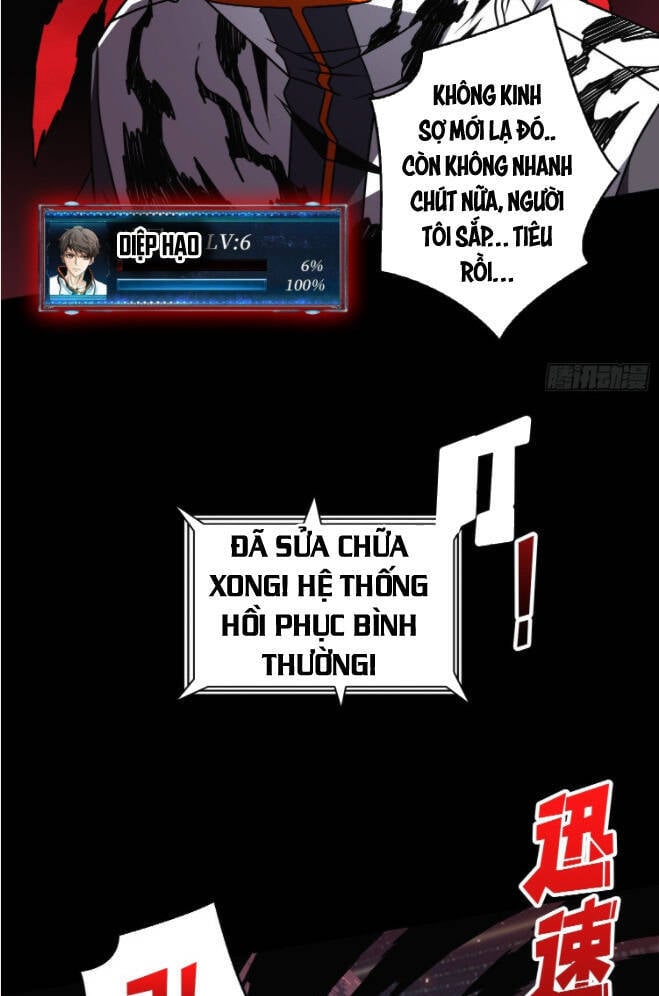 KHÔNG KINH
SỢ MỚI LẠ ĐÓ..
CÒN KHÔNG NHANH
CHÚT NỮA, NGƯỜI
TÔI SẮP... TIÊU
RỒI...
DIỆP HẠO LV:6
6%
100%
腾讯动漫
叮!
ĐÃ SỬA CHỮA
XONG! HỆ THỐNG
HỒI PHỤC BÌNH
THƯỜNG!
迅
速